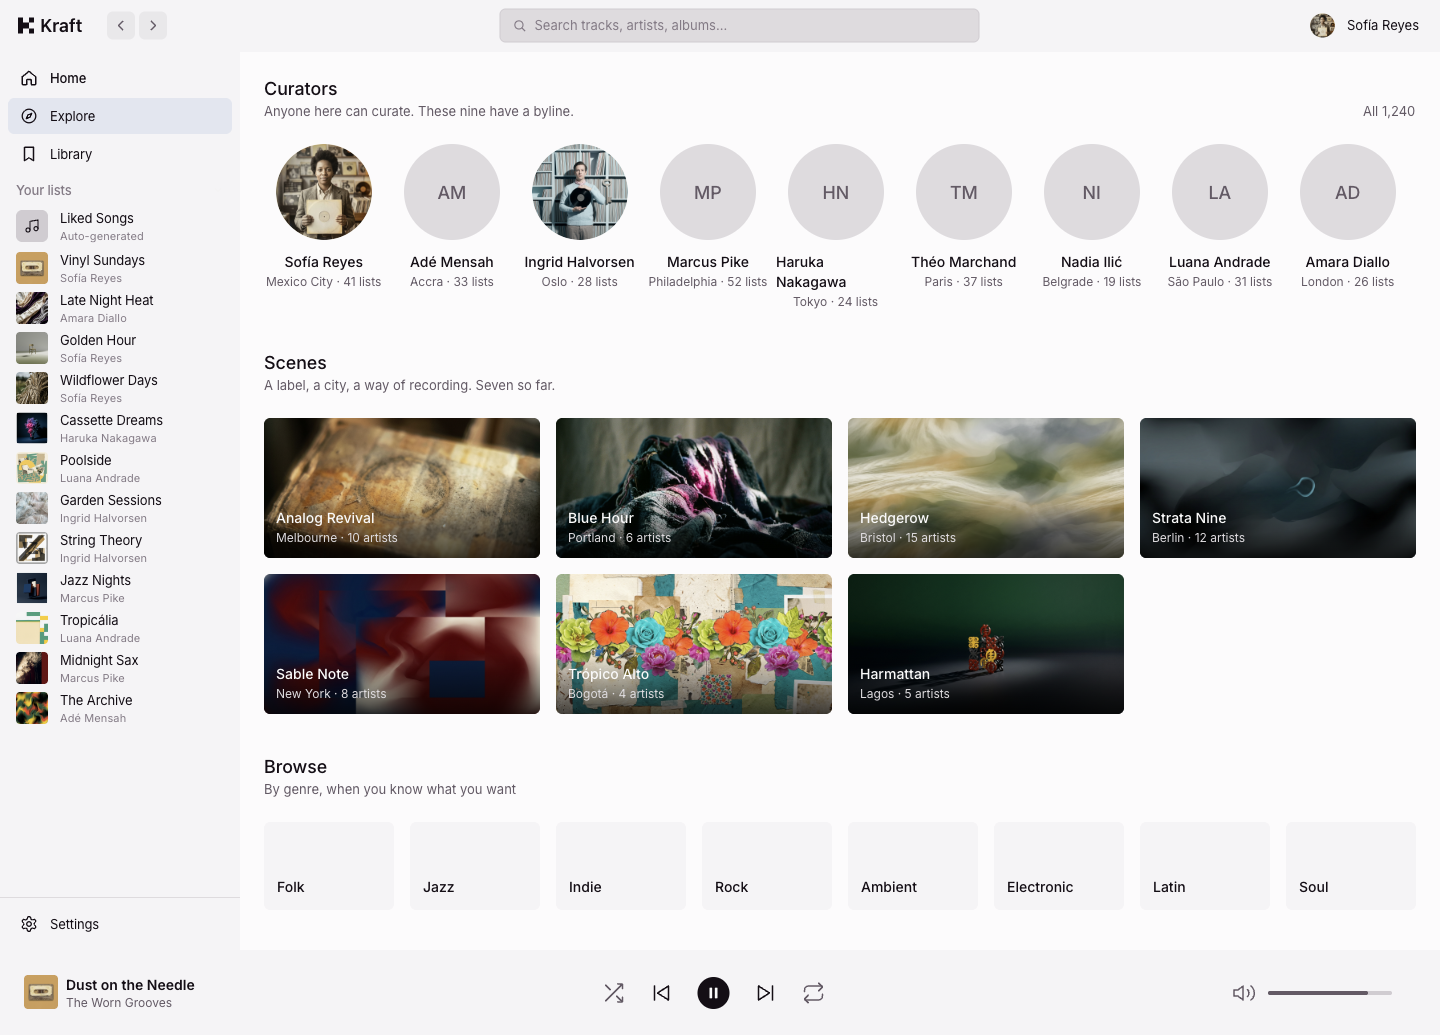 Kraft
Search tracks, artists, albums...
Sofía Reyes
Home
Explore
Library
Your lists
Liked Songs
Auto-generated
Vinyl Sundays
Sofía Reyes
Late Night Heat
Amara Diallo
Golden Hour
Sofía Reyes
Wildflower Days
Sofía Reyes
Cassette Dreams
Haruka Nakagawa
Poolside
Luana Andrade
Garden Sessions
Ingrid Halvorsen
String Theory
Ingrid Halvorsen
Jazz Nights
Marcus Pike
Tropicália
Luana Andrade
Midnight Sax
Marcus Pike
The Archive
Adé Mensah
Settings
Curators
Anyone here can curate. These nine have a byline.
All 1,240
Sofía Reyes
Mexico City · 41 lists
AM
Adé Mensah
Accra · 33 lists
Ingrid Halvorsen
Oslo · 28 lists
MP
Marcus Pike
Philadelphia · 52 lists
HN
Haruka
Nakagawa
Tokyo · 24 lists
TM
Théo Marchand
Paris · 37 lists
NI
Nadia Ilić
Belgrade · 19 lists
LA
Luana Andrade
São Paulo · 31 lists
AD
Amara Diallo
London · 26 lists
Scenes
A label, a city, a way of recording. Seven so far.
Analog Revival
Melbourne · 10 artists
Blue Hour
Portland · 6 artists
Hedgerow
Bristol · 15 artists
Strata Nine
Berlin · 12 artists
Sable Note
New York · 8 artists
Trópico Alto
Bogotá · 4 artists
Harmattan
Lagos · 5 artists
Browse
By genre, when you know what you want
Folk
Jazz
Indie
Rock
Ambient
Electronic
Latin
Soul
Dust on the Needle
The Worn Grooves